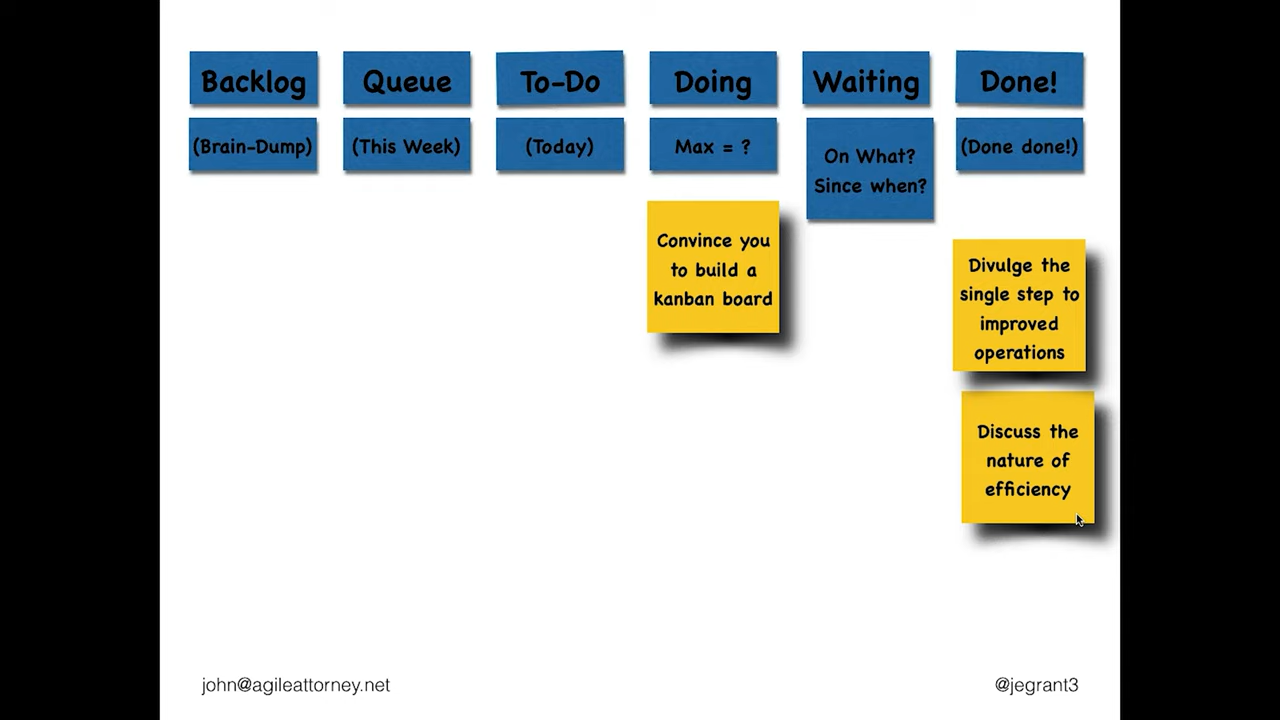 Backlog
Queue
To-Do
Doing
Waiting
Done!
(Brain-Dump)
(This Week)
(Today)
Max = ?
On What?
Since when?
(Done done!)
Convince you
to build a
kanban board
Divulge the
single step to
improved
operations
Discuss the
nature of
efficiency
john@agileattorney.net
@jegrant3